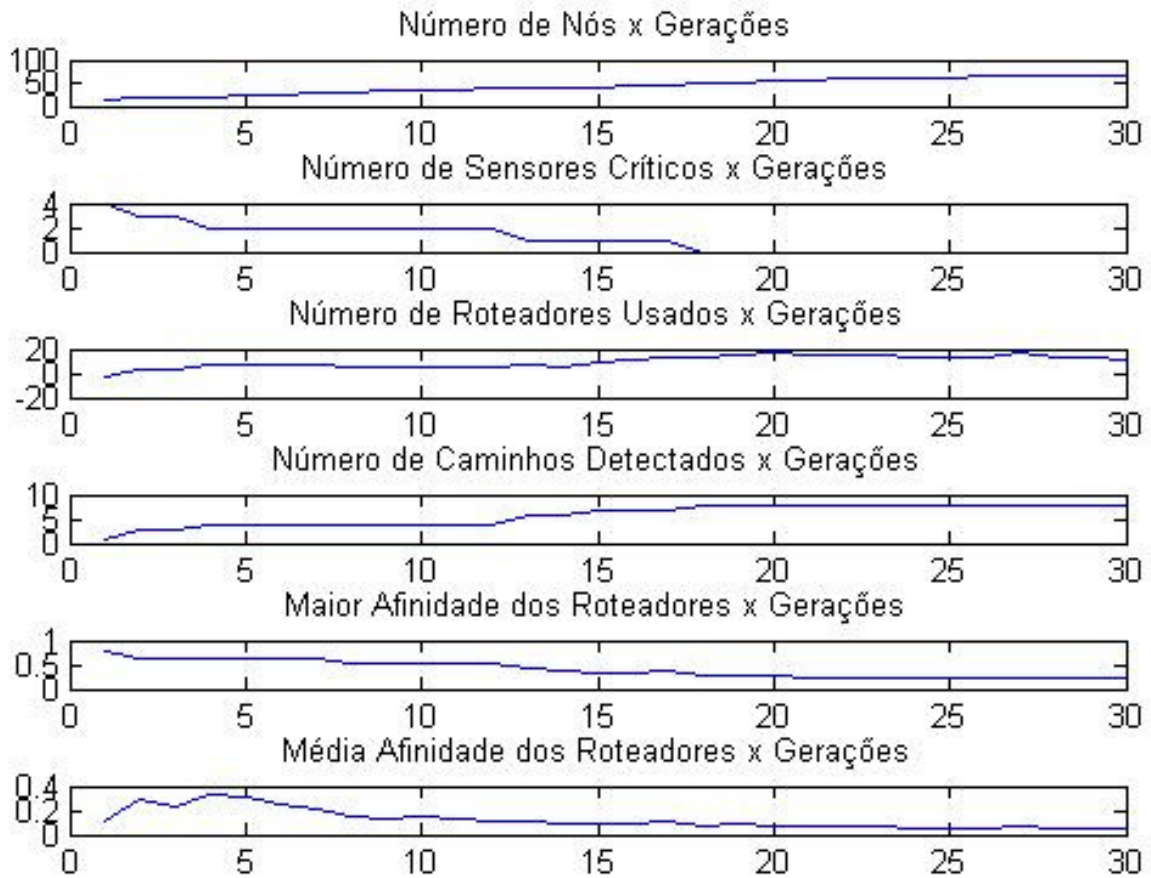 Número de Nós x Gerações
100
50
0
0 5 10 15 20 25 30
Número de Sensores Críticos x Gerações
4
2
0
0 5 10 15 20 25 30
Número de Roteadores Usados x Gerações
20
0
-20
0 5 10 15 20 25 30
Número de Caminhos Detectados x Gerações
10
5
0
0 5 10 15 20 25 30
Maior Afinidade dos Roteadores x Gerações
1
0.5
0
0 5 10 15 20 25 30
Média Afinidade dos Roteadores x Gerações
0.4
0.2
0
0 5 10 15 20 25 30